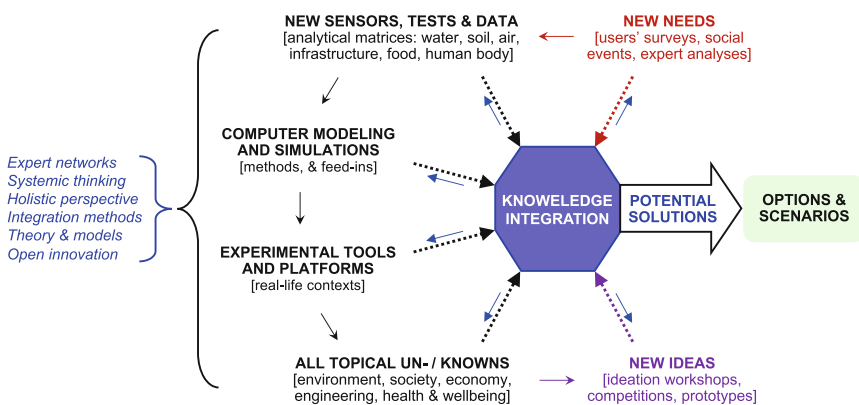 NEW SENSORS, TESTS & DATA
[analytical matrices: water, soil, air,
infrastructure, food, human body]
NEW NEEDS
[users' surveys, social
events, expert analyses]
COMPUTER MODELING
AND SIMULATIONS
[methods, & feed-ins]
Expert networks
Systemic thinking
Holistic perspective
Integration methods
Theory & models
Open innovation
KNOWELEDGE
INTEGRATION
POTENTIAL
SOLUTIONS
OPTIONS &
SCENARIOS
EXPERIMENTAL TOOLS
AND PLATFORMS
[real-life contexts]
ALL TOPICAL UN- / KNOWNS
[environment, society, economy,
engineering, health & wellbeing]
NEW IDEAS
[ideation workshops,
competitions, prototypes]